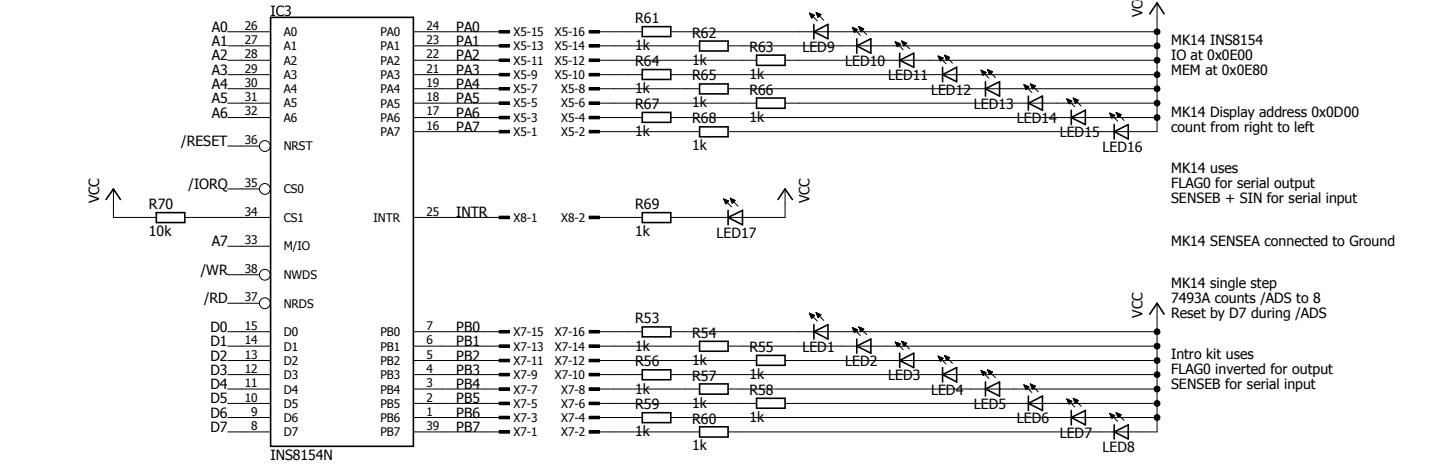 IC3
VCC
A0 26 A0 PA0 24 PA0 X5-15 X5-16 R61 1k LED9
A1 27 A1 PA1 23 PA1 X5-13 X5-14 R62 1k LED10
A2 28 A2 PA2 22 PA2 X5-11 X5-12 R63 1k LED11
A3 29 A3 PA3 21 PA3 X5-9 X5-10 R64 1k LED12
A4 30 A4 PA4 19 PA4 X5-7 X5-8 R65 1k LED13
A5 31 A5 PA5 18 PA5 X5-5 X5-6 R66 1k LED14
A6 32 A6 PA6 17 PA6 X5-3 X5-4 R67 1k LED15
PA7 16 PA7 X5-1 X5-2 R68 1k LED16
/RESET 36 NRST
/IORQ 35 CS0
VCC R70 10k 34 CS1 INTR 25 INTR X8-1 X8-2 R69 1k LED17 VCC
A7 33 M/IO
/WR 38 NWDS
/RD 37 NRDS
VCC
D0 15 D0 PB0 7 PB0 X7-15 X7-16 R53 1k LED1
D1 14 D1 PB1 6 PB1 X7-13 X7-14 R54 1k LED2
D2 13 D2 PB2 5 PB2 X7-11 X7-12 R55 1k LED3
D3 12 D3 PB3 4 PB3 X7-9 X7-10 R56 1k LED4
D4 11 D4 PB4 3 PB4 X7-7 X7-8 R57 1k LED5
D5 10 D5 PB5 2 PB5 X7-5 X7-6 R58 1k LED6
D6 9 D6 PB6 1 PB6 X7-3 X7-4 R59 1k LED7
D7 8 D7 PB7 39 PB7 X7-1 X7-2 R60 1k LED8
INS8154N
MK14 INS8154
IO at 0x0E00
MEM at 0x0E80
MK14 Display address 0x0D00
count from right to left
MK14 uses
FLAG0 for serial output
SENSEB + SIN for serial input
MK14 SENSEA connected to Ground
MK14 single step
7493A counts /ADS to 8
Reset by D7 during /ADS
Intro kit uses
FLAG0 inverted for output
SENSEB for serial input